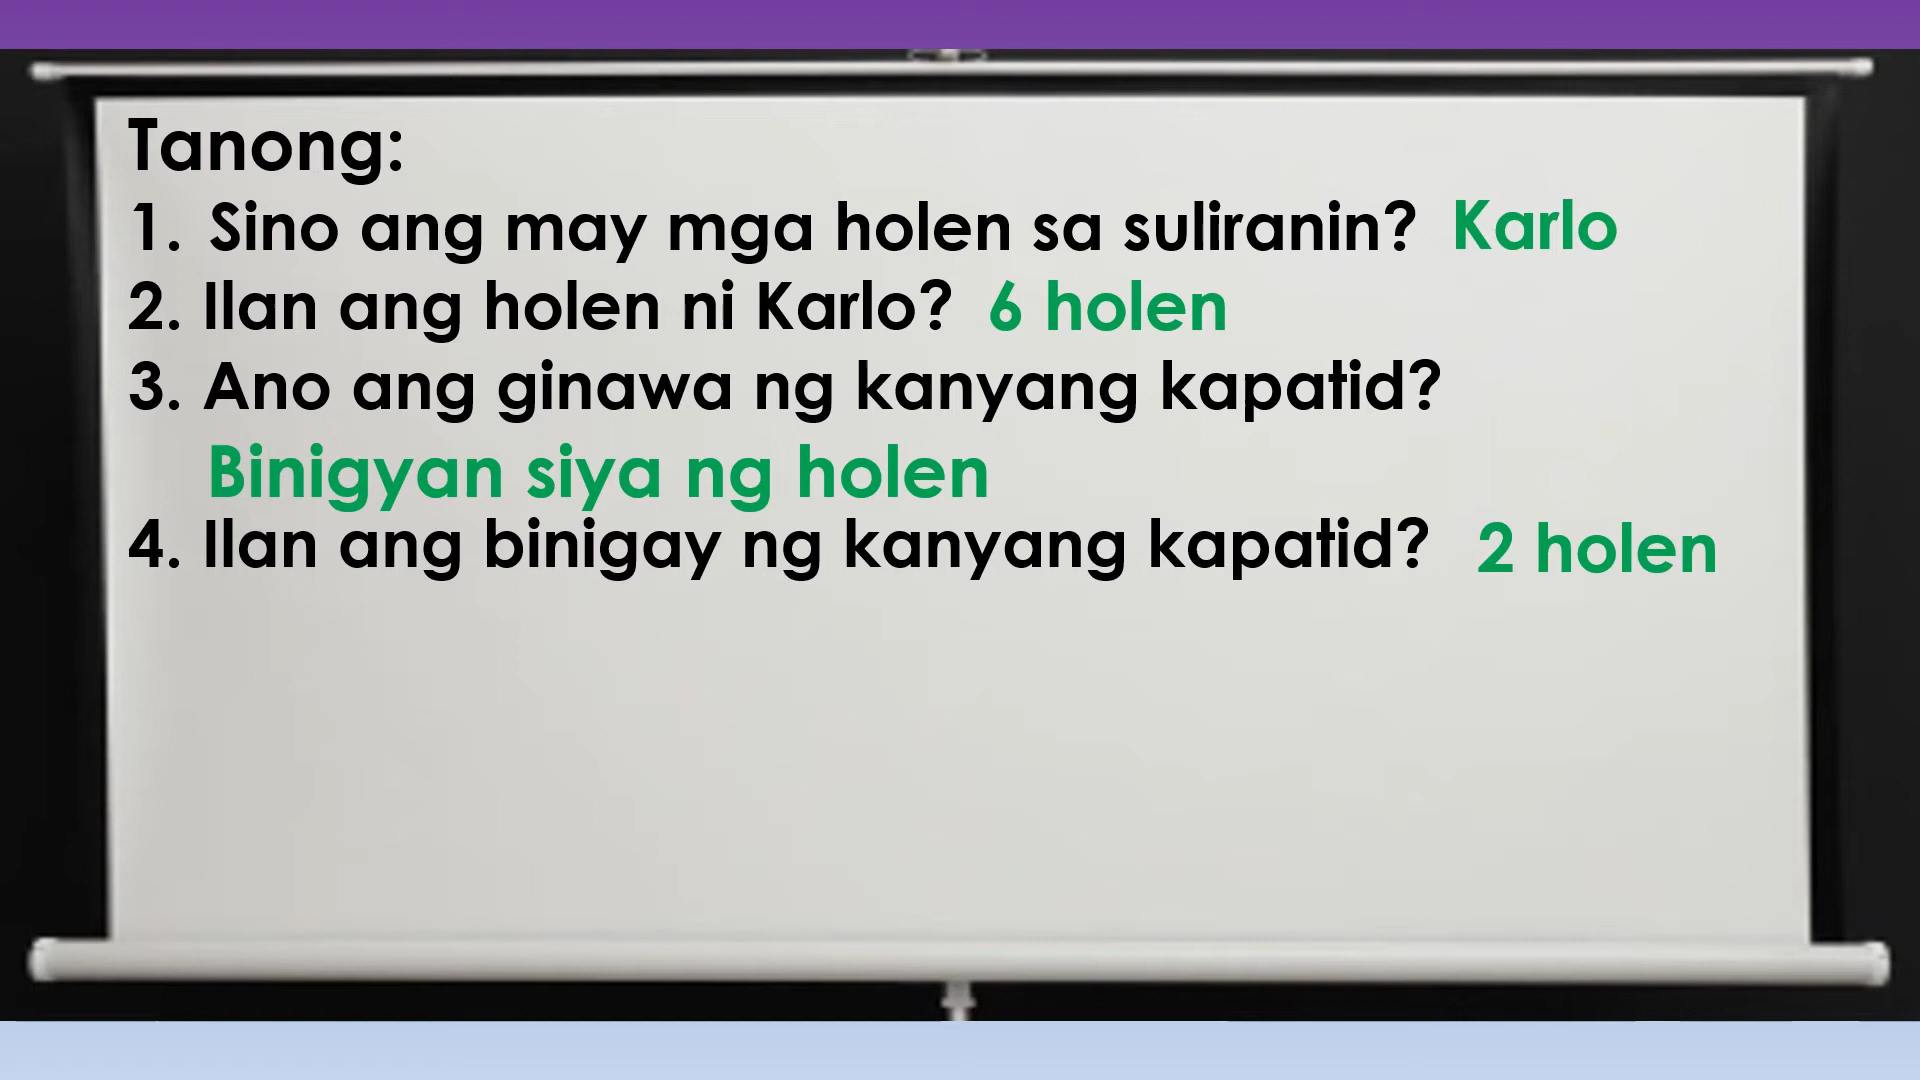 Tanong:
1. Sino ang may mga holen sa suliranin? Karlo
2. Ilan ang holen ni Karlo? 6 holen
3. Ano ang ginawa ng kanyang kapatid?
Binigyan siya ng holen
4. Ilan ang binigay ng kanyang kapatid? 2 holen